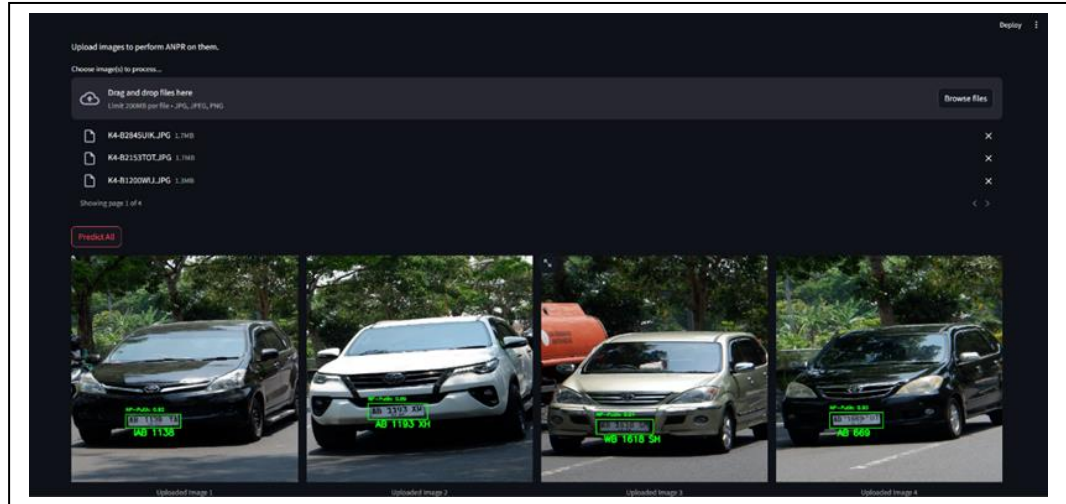 Deploy
Upload images to perform ANPR on them.
Choose image(s) to process...
Drag and drop files here
Limit 200MB per file • JPG, JPEG, PNG
Browse files
K4-B2845UIK.JPG 1.7MB
K4-B2153TOT.JPG 1.7MB
K4-B1200WIJ.JPG 1.3MB
Showing page 1 of 4
Predict All
IAB 1138
AB 1193 XH
WB 1618 SH
AB 669
Uploaded Image 1
Uploaded Image 2
Uploaded Image 3
Uploaded Image 4